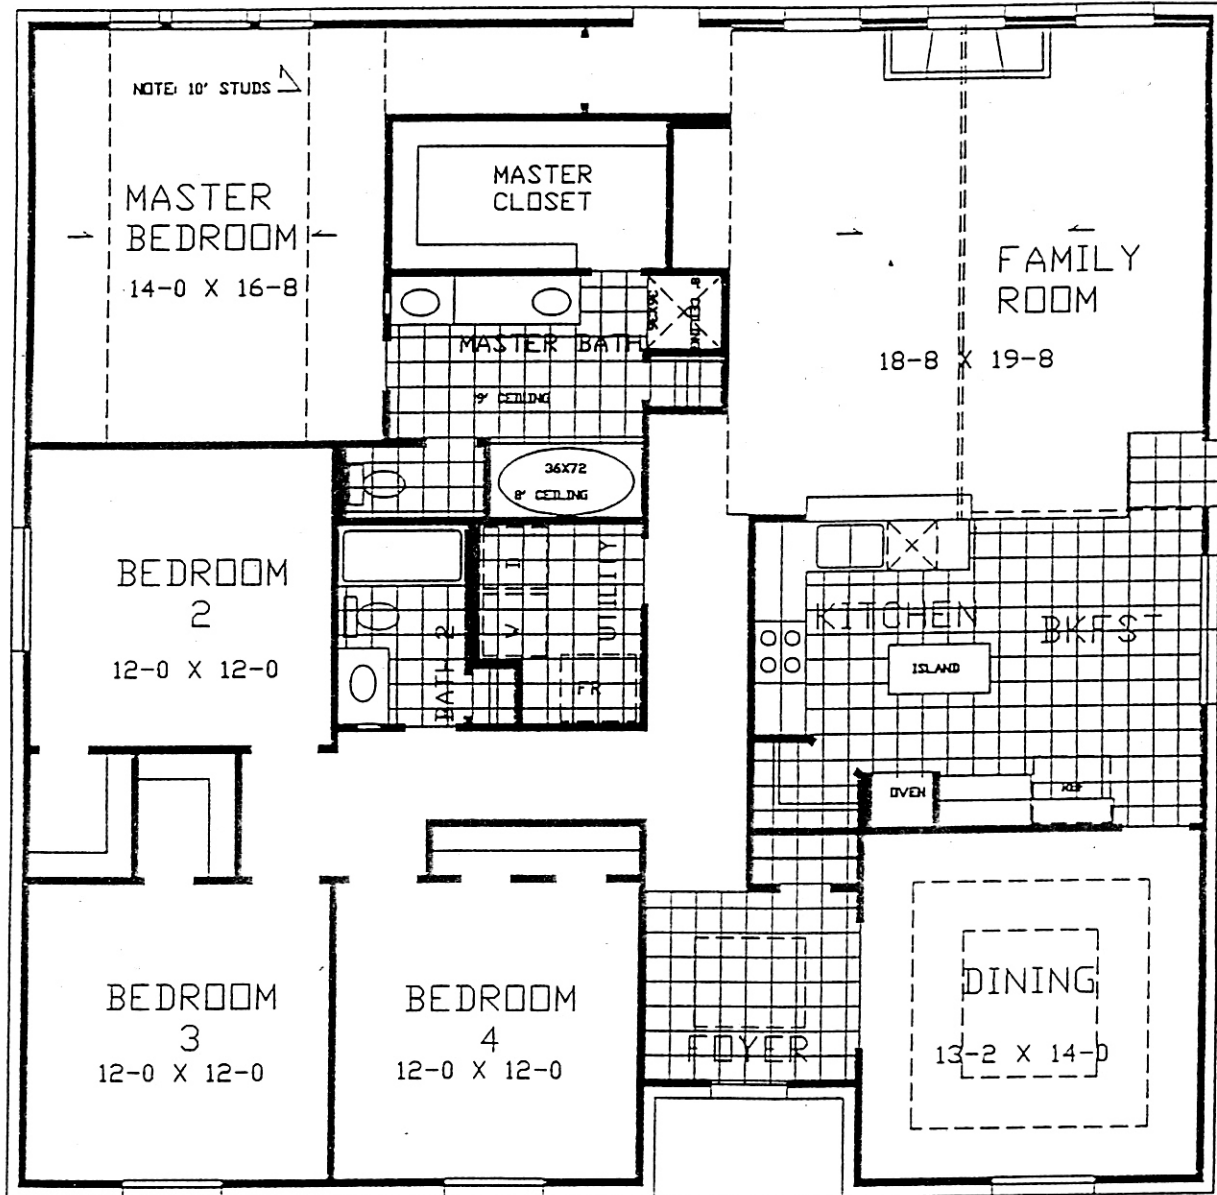 NOTE: 10' STUDS
MASTER
BEDROOM
14-0 X 16-8
MASTER
CLOSET
FAMILY
ROOM
18-8 X 19-8
36X36
8' CEILING
MASTER BATH
9' CEILING
36X72
8' CEILING
BEDROOM
2
12-0 X 12-0
BATH 2
D
W
UTILITY
FR
KITCHEN
BKFST
ISLAND
OVEN
REF
BEDROOM
3
12-0 X 12-0
BEDROOM
4
12-0 X 12-0
FOYER
DINING
13-2 X 14-0